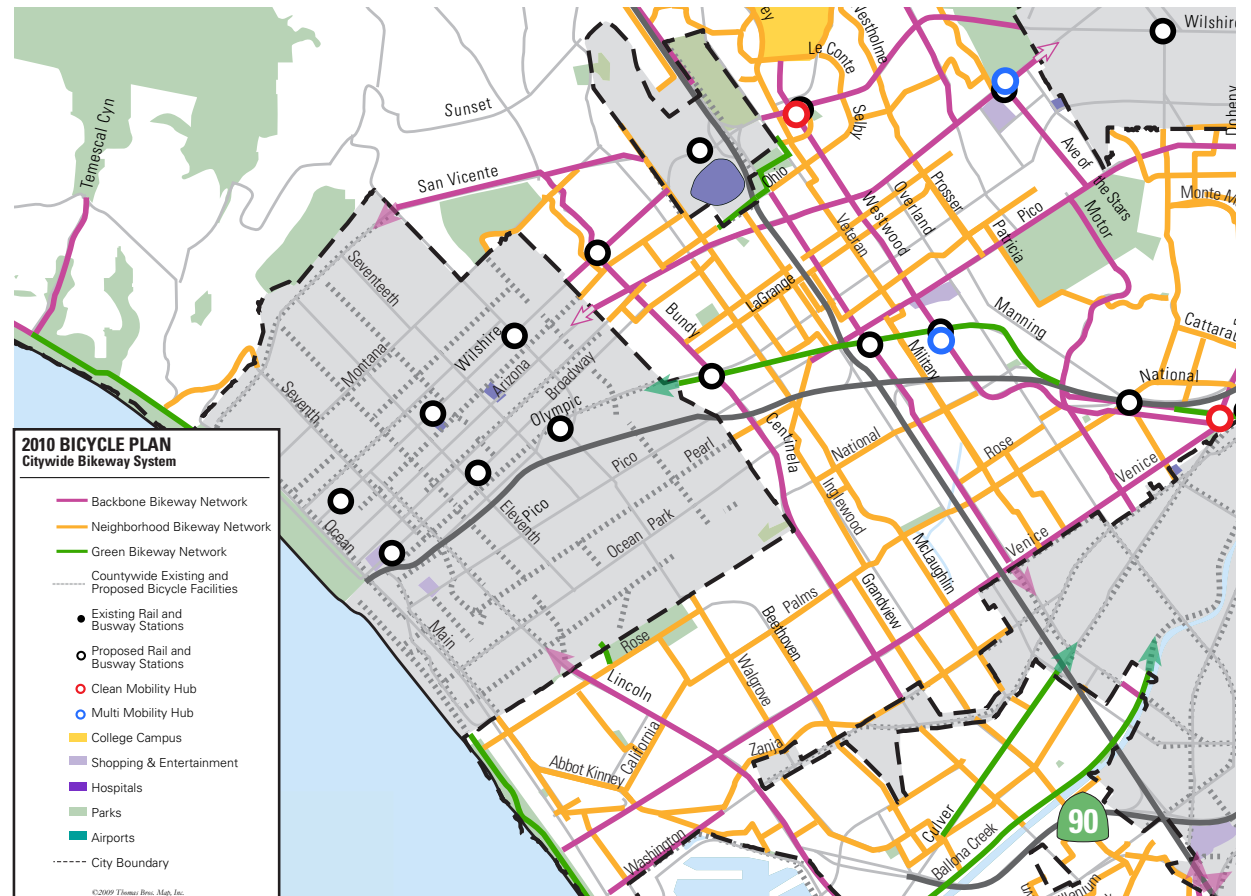 Wilshire
Westholme
Le Conte
Sunset
Selby
Doheny
Temescal Cyn
San Vicente
Ohio
Ave of the Stars
Prosser
Overland
Westwood
Veteran
Pico
Patricia
Motor
Monte M
Seventeeth
LaGrange
Bundy
Manning
Military
Cattarau
Wilshire
Montana
Arizona
Broadway
Olympic
National
Seventh
Centinela
National
Rose
Pearl
Pico
Venice
Inglewood
Eleventh
Pico
Ocean Park
Ocean
Venice
McLaughlin
Grandview
Palms
Beethoven
Main
Rose
Walgrove
Lincoln
California
Zanja
Abbot Kinney
Culver
90
Ballona Creek
Washington
2010 BICYCLE PLAN
Citywide Bikeway System
Backbone Bikeway Network
Neighborhood Bikeway Network
Green Bikeway Network
Countywide Existing and
Proposed Bicycle Facilities
Existing Rail and
Busway Stations
Proposed Rail and
Busway Stations
Clean Mobility Hub
Multi Mobility Hub
College Campus
Shopping & Entertainment
Hospitals
Parks
Airports
City Boundary
©2009 Thomas Bros. Map, Inc.